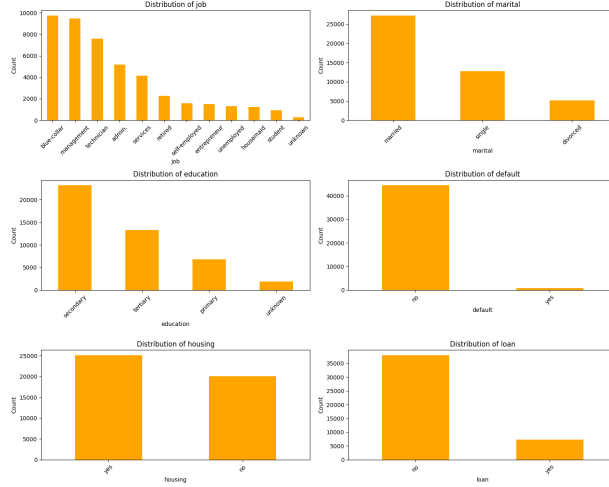 Distribution of job
10000
8000
6000
4000
2000
0
Count
blue-collar
management
technician
admin.
services
retired
self-employed
entrepreneur
unemployed
housemaid
student
unknown
job
Distribution of marital
25000
20000
15000
10000
5000
0
Count
married
single
divorced
marital
Distribution of education
20000
15000
10000
5000
0
Count
secondary
tertiary
primary
unknown
education
Distribution of default
40000
30000
20000
10000
0
Count
no
yes
default
Distribution of housing
25000
20000
15000
10000
5000
0
Count
yes
no
housing
Distribution of loan
35000
30000
25000
20000
15000
10000
5000
0
Count
no
yes
loan